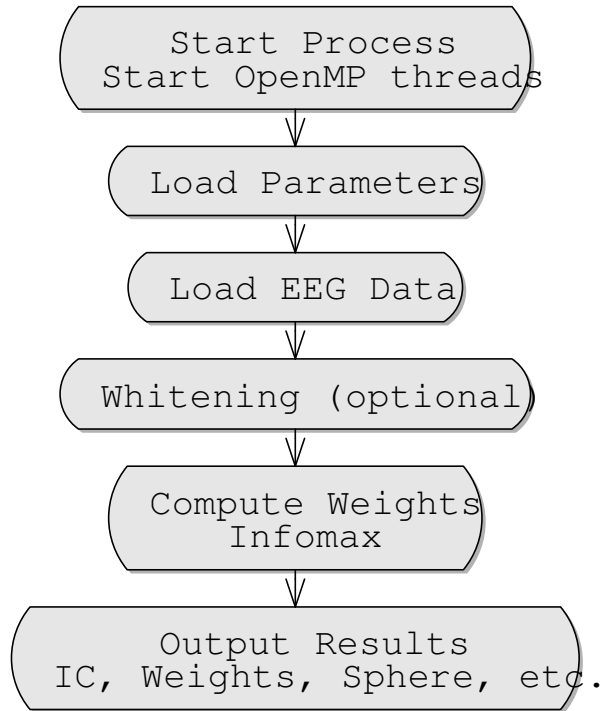 Start Process
Start OpenMP threads
Load Parameters
Load EEG Data
Whitening (optional)
Compute Weights
Infomax
Output Results
IC, Weights, Sphere, etc.